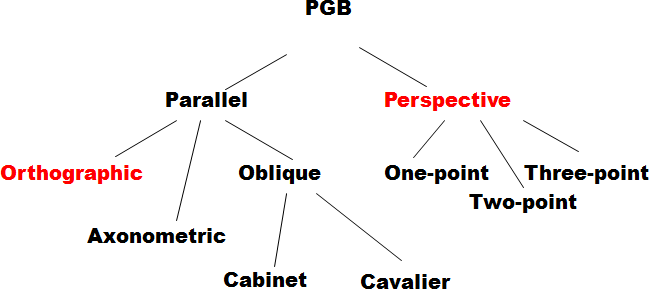 PGB
Parallel
Perspective
Orthographic
Oblique
One-point
Three-point
Two-point
Axonometric
Cabinet
Cavalier